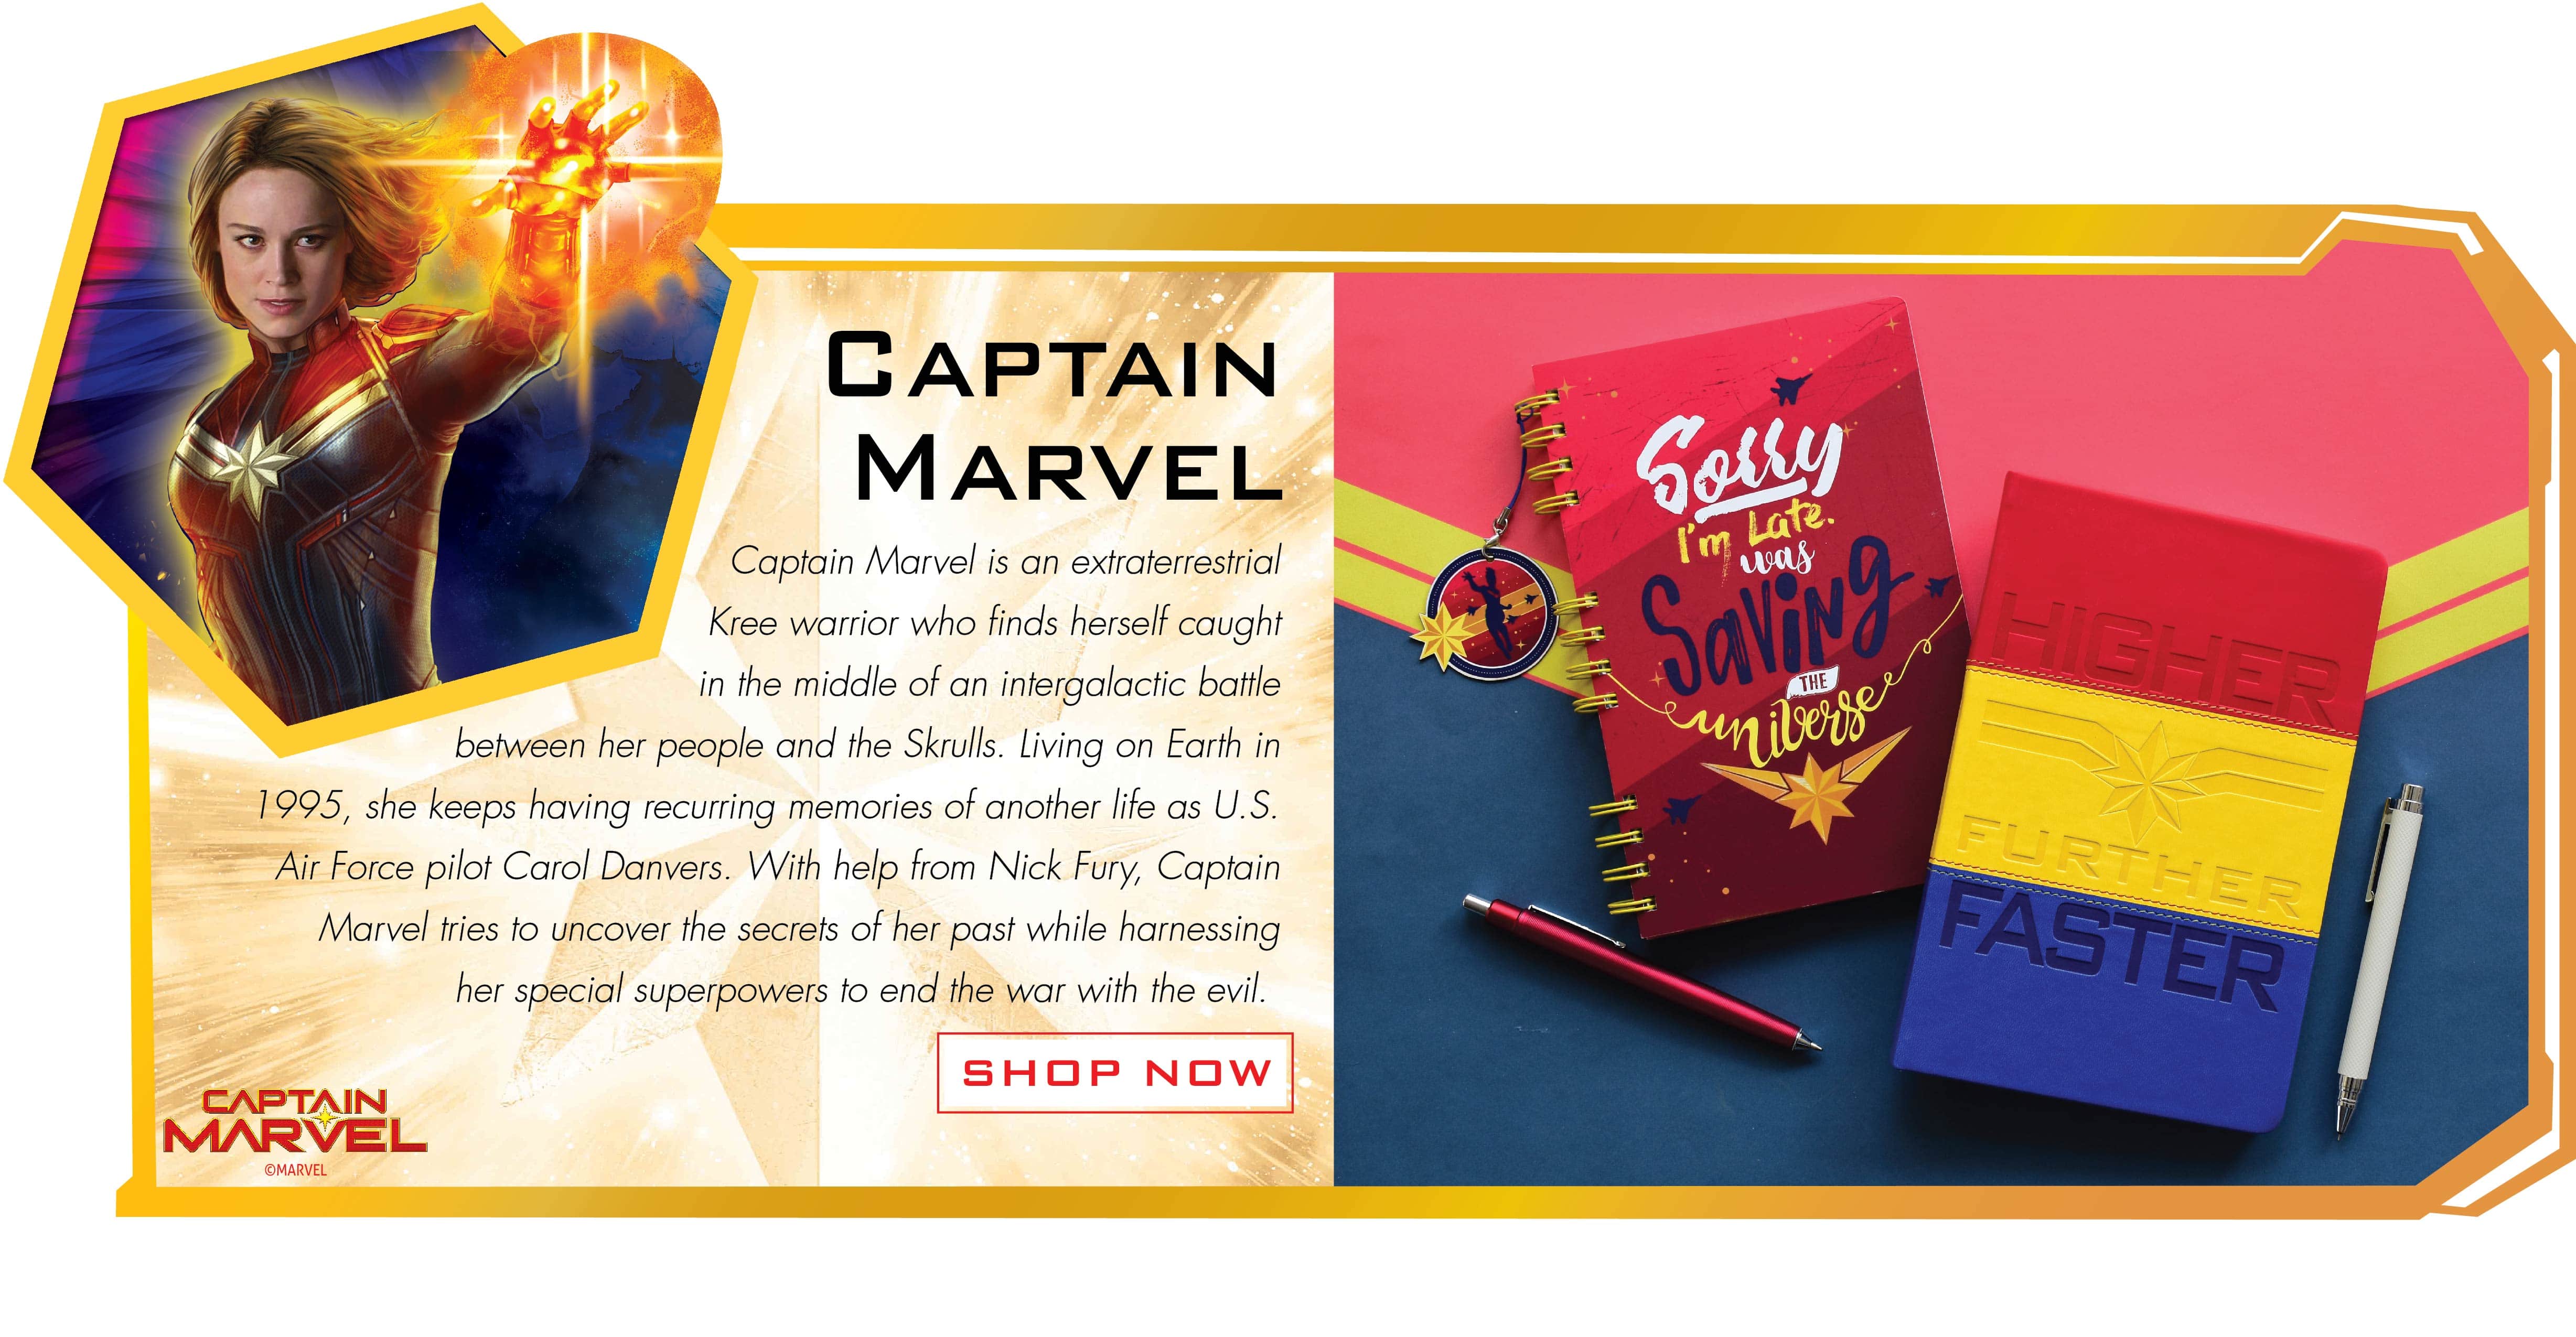 CAPTAIN
MARVEL
Captain Marvel is an extraterrestrial
Kree warrior who finds herself caught
in the middle of an intergalactic battle
between her people and the Skrulls. Living on Earth in
1995, she keeps having recurring memories of another life as U.S.
Air Force pilot Carol Danvers. With help from Nick Fury, Captain
Marvel tries to uncover the secrets of her past while harnessing
her special superpowers to end the war with the evil.
SHOP NOW
CAPTAIN
MARVEL
©MARVEL
Sorry
I'm Late.
was
Saving
THE
universe
HIGHER
FURTHER
FASTER